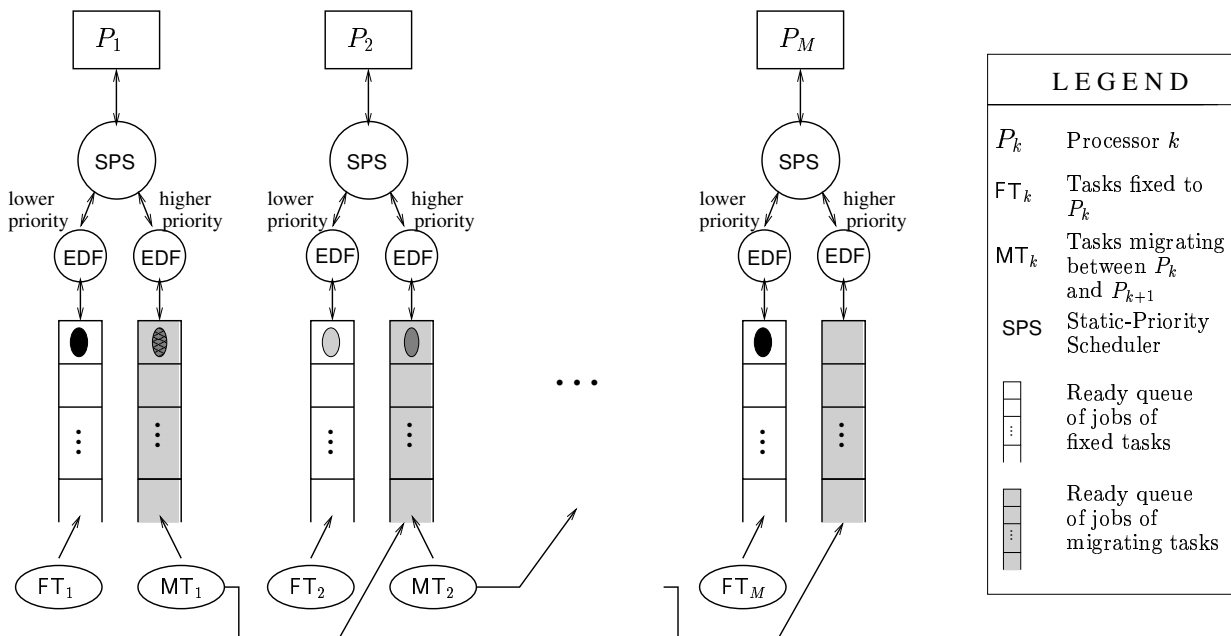 P1 P2 PM
SPS SPS SPS
lower priority higher priority
lower priority higher priority
lower priority higher priority
EDF EDF EDF EDF EDF EDF
FT1 MT1 FT2 MT2 FTM
LEGEND
Pk Processor k
FTk Tasks fixed to
Pk
MTk Tasks migrating
between Pk
and Pk+1
SPS Static-Priority
Scheduler
Ready queue
of jobs of
fixed tasks
Ready queue
of jobs of
migrating tasks